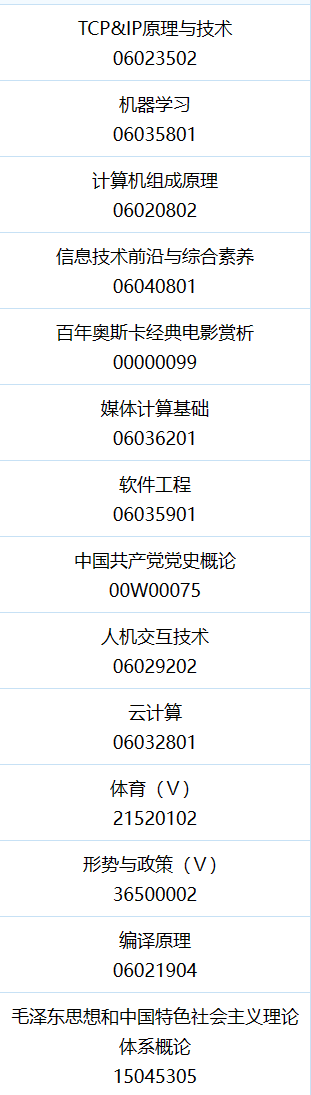 TCP&IP原理与技术
06023502
机器学习
06035801
计算机组成原理
06020802
信息技术前沿与综合素养
06040801
百年奥斯卡经典电影赏析
00000099
媒体计算基础
06036201
软件工程
06035901
中国共产党党史概论
00W00075
人机交互技术
06029202
云计算
06032801
体育（Ⅴ）
21520102
形势与政策（Ⅴ）
36500002
编译原理
06021904
毛泽东思想和中国特色社会主义理论
体系概论
15045305